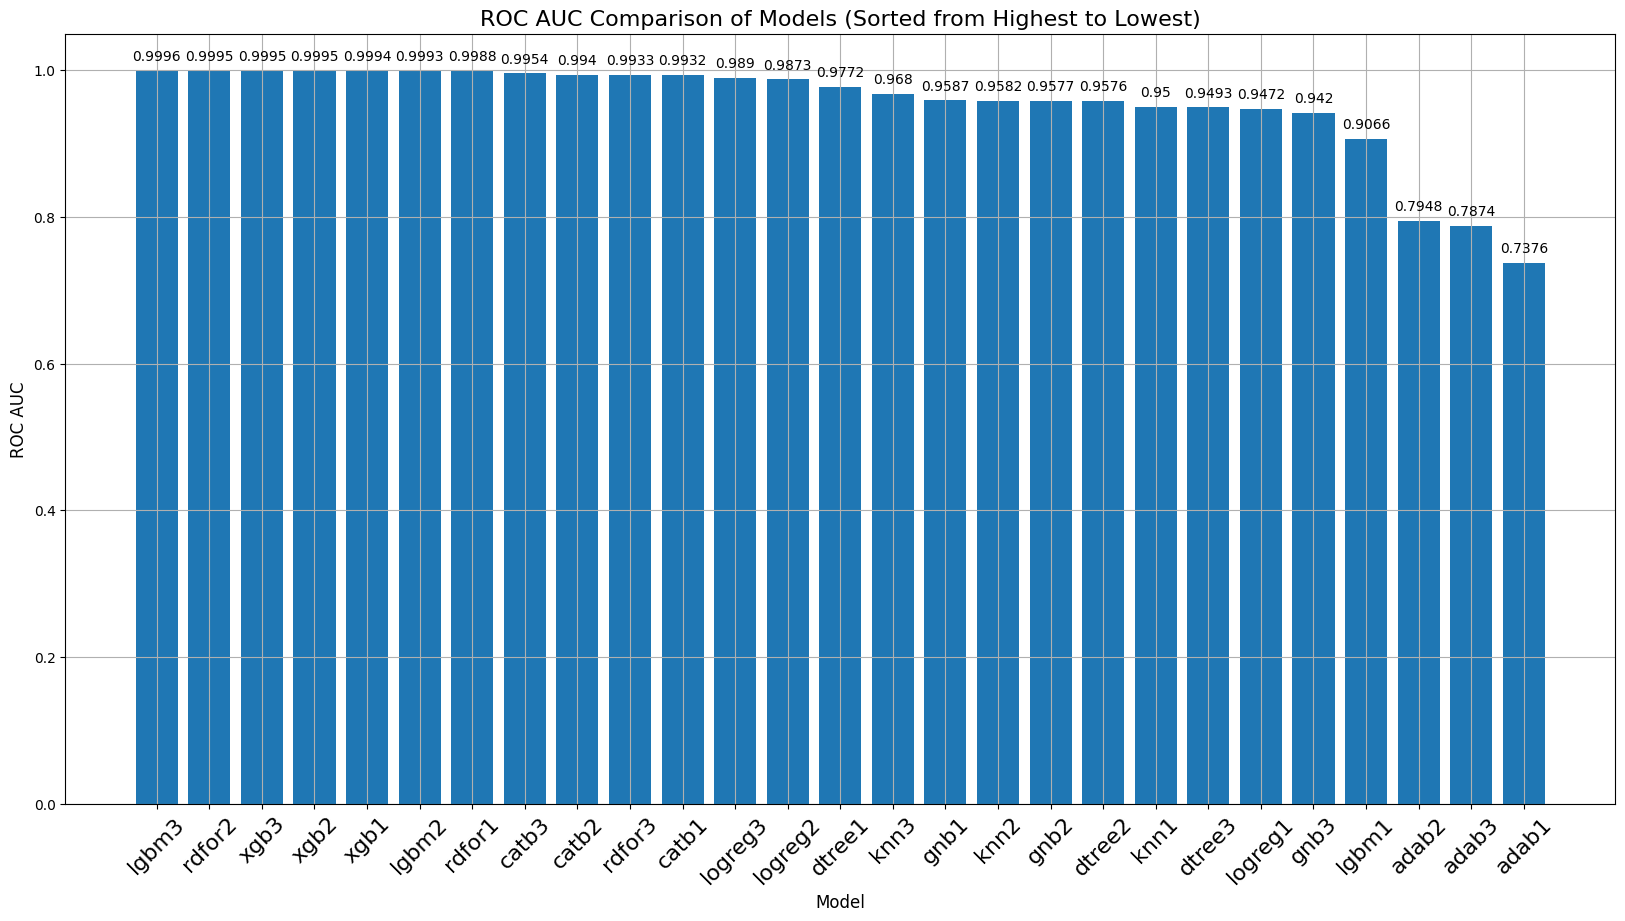 ROC AUC Comparison of Models (Sorted from Highest to Lowest)
0.9996 0.9995 0.9995 0.9995 0.9994 0.9993 0.9988 0.9954 0.994 0.9933 0.9932 0.989 0.9873 0.9772 0.968 0.9587 0.9582 0.9577 0.9576 0.95 0.9493 0.9472 0.942 0.9066 0.7948 0.7874 0.7376
1.0
0.8
0.6
0.4
0.2
0.0
ROC AUC
lgbm3 rdfor2 xgb3 xgb2 xgb1 lgbm2 rdfor1 catb3 catb2 rdfor3 catb1 logreg3 logreg2 dtree1 knn3 gnb1 knn2 gnb2 dtree2 knn1 dtree3 logreg1 gnb3 lgbm1 adab2 adab3 adab1
Model